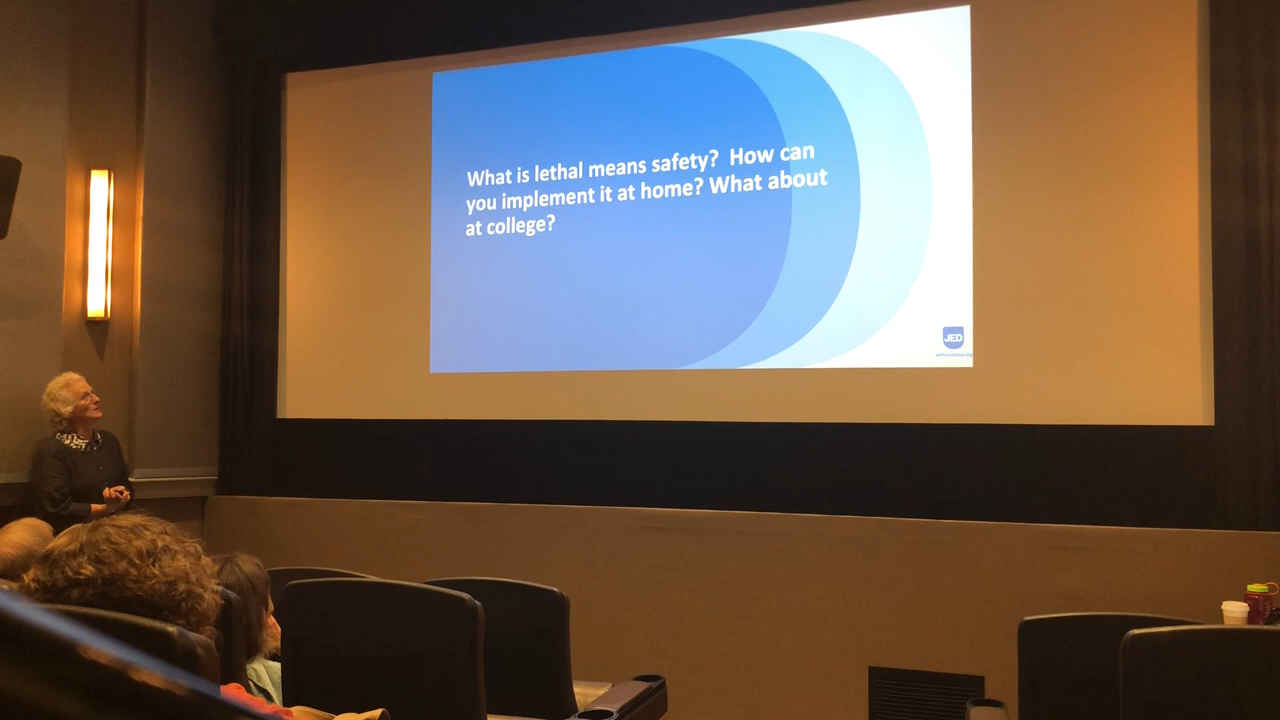 What is lethal means safety?  How can
you implement it at home? What about
at college?
JED